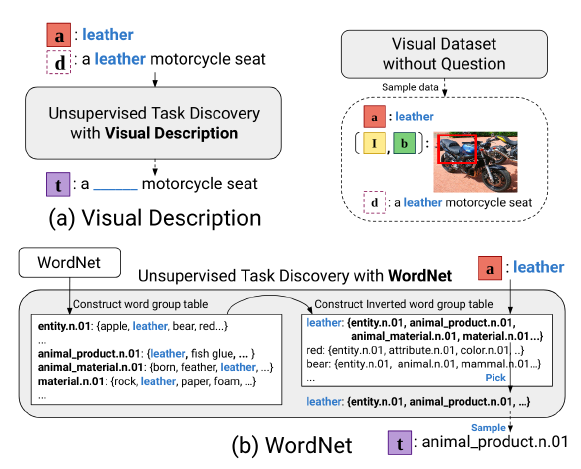 a : leather
d : a leather motorcycle seat
Unsupervised Task Discovery
with Visual Description
t : a ______ motorcycle seat
(a) Visual Description
Visual Dataset
without Question
Sample data
a : leather
( I , b ) :
d : a leather motorcycle seat
WordNet
Unsupervised Task Discovery with WordNet
a : leather
Construct word group table
entity.n.01: {apple, leather, bear, red...}
...
animal_product.n.01: {leather, fish glue, ... }
animal_material.n.01: {born, feather, leather, ...}
material.n.01: {rock, leather, paper, foam, ...}
...
Construct Inverted word group table
leather: {entity.n.01, animal_product.n.01,
animal_material.n.01, material.n.01...}
red: {entity.n.01, attribute.n.01, color.n.01, ..}
bear: {entity.n.01, animal.n.01, mammal.n.01...}
...
Pick
leather: {entity.n.01, animal_product.n.01, ...}
Sample
(b) WordNet
t : animal_product.n.01